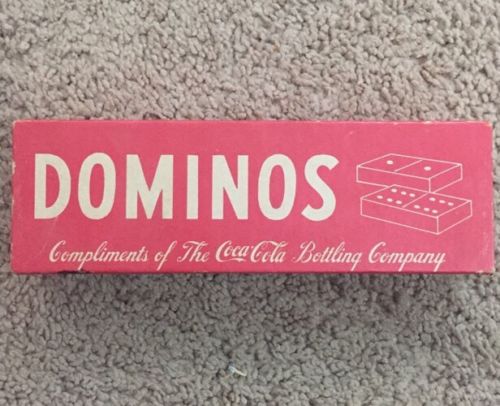 DOMINOS
Compliments of The Coca-Cola Bottling Company